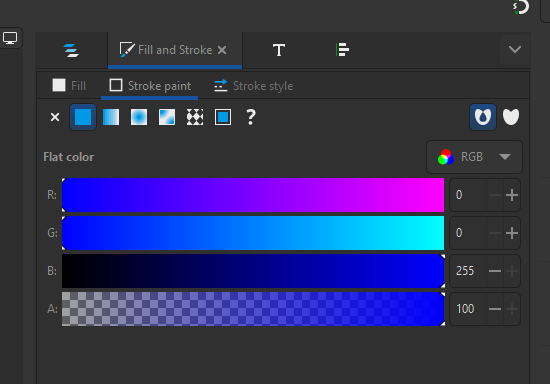 Fill and Stroke
Fill Stroke paint Stroke style
?
Flat color RGB
R: 0
G: 0
B: 255
A: 100